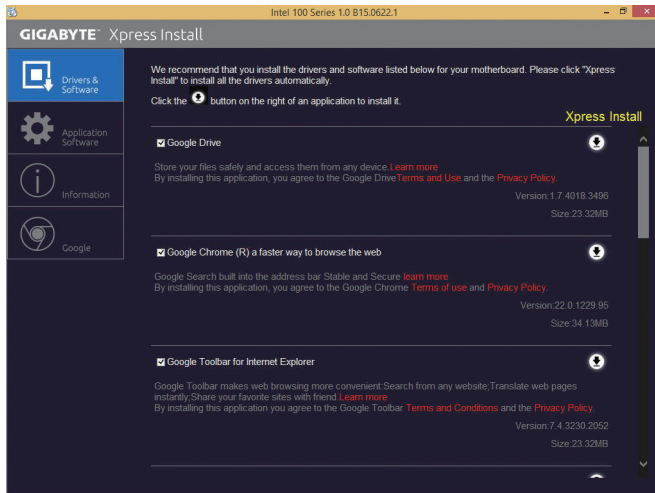 Intel 100 Series 1.0 B15.0622.1
GIGABYTE™ Xpress Install
Drivers &
Software
Application
Software
Information
Google
We recommend that you install the drivers and software listed below for your motherboard. Please click "Xpress
Install" to install all the drivers automatically.
Click the button on the right of an application to install it.
Xpress Install
Google Drive
Store your files safely and access them from any device.Learn more
By installing this application, you agree to the Google DriveTerms and Use and the Privacy Policy.
Version:1.7.4018.3496
Size:23.32MB
Google Chrome (R) a faster way to browse the web
Google Search built into the address bar Stable and Secure learn more
By installing this application, you agree to the Google Chrome Terms of use and Privacy Policy.
Version:22.0.1229.95
Size:34.13MB
Google Toolbar for Internet Explorer
Google Toolbar makes web browsing more convenient:Search from any website;Translate web pages
instantly;Share your favorite sites with friend.Learn more
By installing this application you agree to the Google Toolbar Terms and Conditions and the Privacy Policy.
Version:7.4.3230.2052
Size:23.32MB